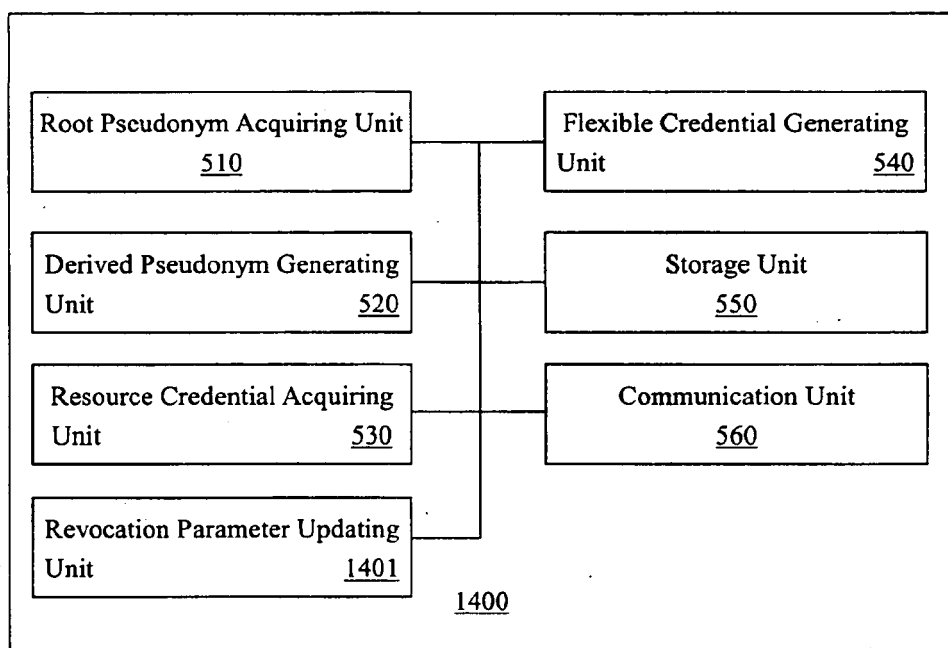 Root Pseudonym Acquiring Unit
510
Flexible Credential Generating
Unit 540
Derived Pseudonym Generating
Unit 520
Storage Unit
550
Resource Credential Acquiring
Unit 530
Communication Unit
560
Revocation Parameter Updating
Unit 1401
1400